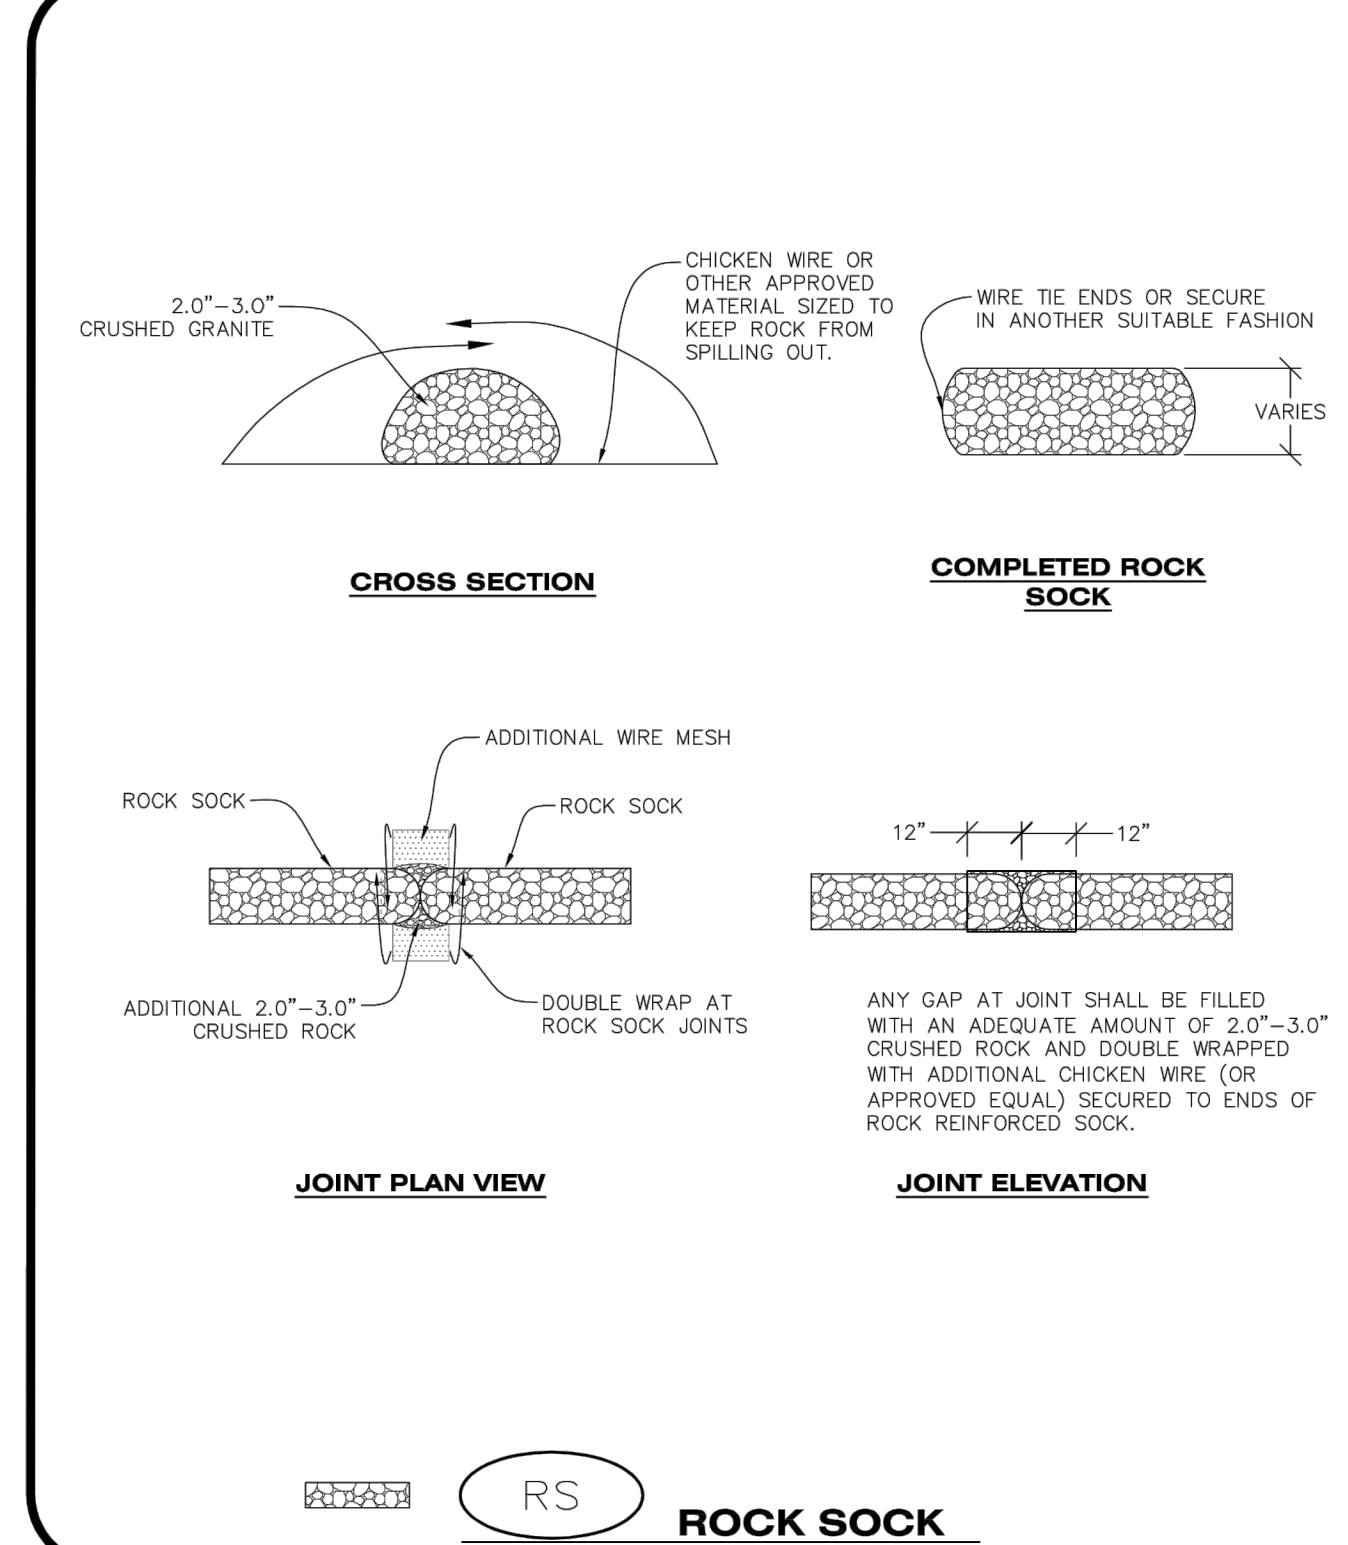 CHICKEN WIRE OR
OTHER APPROVED
MATERIAL SIZED TO
KEEP ROCK FROM
SPILLING OUT.
2.0"–3.0"
CRUSHED GRANITE
WIRE TIE ENDS OR SECURE
IN ANOTHER SUITABLE FASHION
VARIES
CROSS SECTION
COMPLETED ROCK
SOCK
ADDITIONAL WIRE MESH
ROCK SOCK
ROCK SOCK
ADDITIONAL 2.0"–3.0"
CRUSHED ROCK
DOUBLE WRAP AT
ROCK SOCK JOINTS
JOINT PLAN VIEW
12"
12"
ANY GAP AT JOINT SHALL BE FILLED
WITH AN ADEQUATE AMOUNT OF 2.0"–3.0"
CRUSHED ROCK AND DOUBLE WRAPPED
WITH ADDITIONAL CHICKEN WIRE (OR
APPROVED EQUAL) SECURED TO ENDS OF
ROCK REINFORCED SOCK.
JOINT ELEVATION
RS
ROCK SOCK